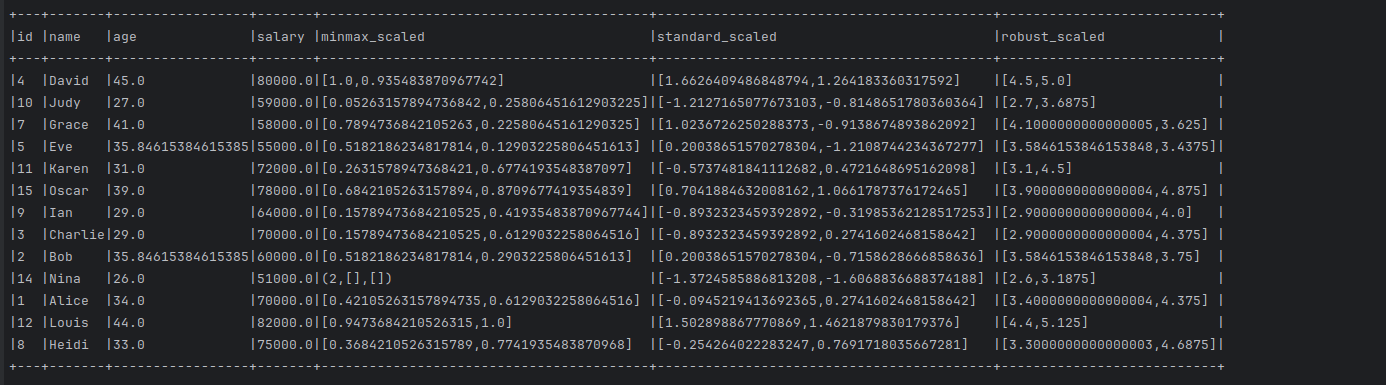 +---+-------+-----------------+-------+----------------------------------------+-----------------------------------------+---------------------------+
|id |name   |age              |salary |minmax_scaled                           |standard_scaled                          |robust_scaled              |
+---+-------+-----------------+-------+----------------------------------------+-----------------------------------------+---------------------------+
|4  |David  |45.0             |80000.0|[1.0,0.935483870967742]                 |[1.6626409486848794,1.264183360317592]   |[4.5,5.0]                  |
|10 |Judy   |27.0             |59000.0|[0.05263157894736842,0.25806451612903225]|[-1.2127165077673103,-0.8148651780360364] |[2.7,3.6875]               |
|7  |Grace  |41.0             |58000.0|[0.7894736842105263,0.22580645161290325] |[1.0236726250288373,-0.9138674893862092]  |[4.1000000000000005,3.625] |
|5  |Eve    |35.84615384615385|55000.0|[0.5182186234817814,0.12903225806451613] |[0.20038651570278304,-1.2108744234367277] |[3.5846153846153848,3.4375]|
|11 |Karen  |31.0             |72000.0|[0.2631578947368421,0.6774193548387097]  |[-0.5737481841112682,0.4721648695162098]  |[3.1,4.5]                  |
|15 |Oscar  |39.0             |78000.0|[0.6842105263157894,0.8709677419354839]  |[0.7041884632008162,1.0661787376172465]   |[3.9000000000000004,4.875] |
|9  |Ian    |29.0             |64000.0|[0.15789473684210525,0.41935483870967744]|[-0.8932323459392892,-0.31985362128517253]|[2.9000000000000004,4.0]   |
|3  |Charlie|29.0             |70000.0|[0.15789473684210525,0.6129032258064516] |[-0.8932323459392892,0.2741602468158642]  |[2.9000000000000004,4.375] |
|2  |Bob    |35.84615384615385|60000.0|[0.5182186234817814,0.2903225806451613]  |[0.20038651570278304,-0.7158628666858636] |[3.5846153846153848,3.75]  |
|14 |Nina   |26.0             |51000.0|(2,[],[])                                |[-1.3724585886813208,-1.6068836688374188] |[2.6,3.1875]               |
|1  |Alice  |34.0             |70000.0|[0.42105263157894735,0.6129032258064516] |[-0.0945219413692365,0.2741602468158642]  |[3.4000000000000004,4.375] |
|12 |Louis  |44.0             |82000.0|[0.9473684210526315,1.0]                 |[1.502898867770869,1.4621879830179376]    |[4.4,5.125]                |
|8  |Heidi  |33.0             |75000.0|[0.3684210526315789,0.7741935483870968]  |[-0.254264022283247,0.7691718035667281]   |[3.3000000000000003,4.6875]|
+---+-------+-----------------+-------+----------------------------------------+-----------------------------------------+---------------------------+